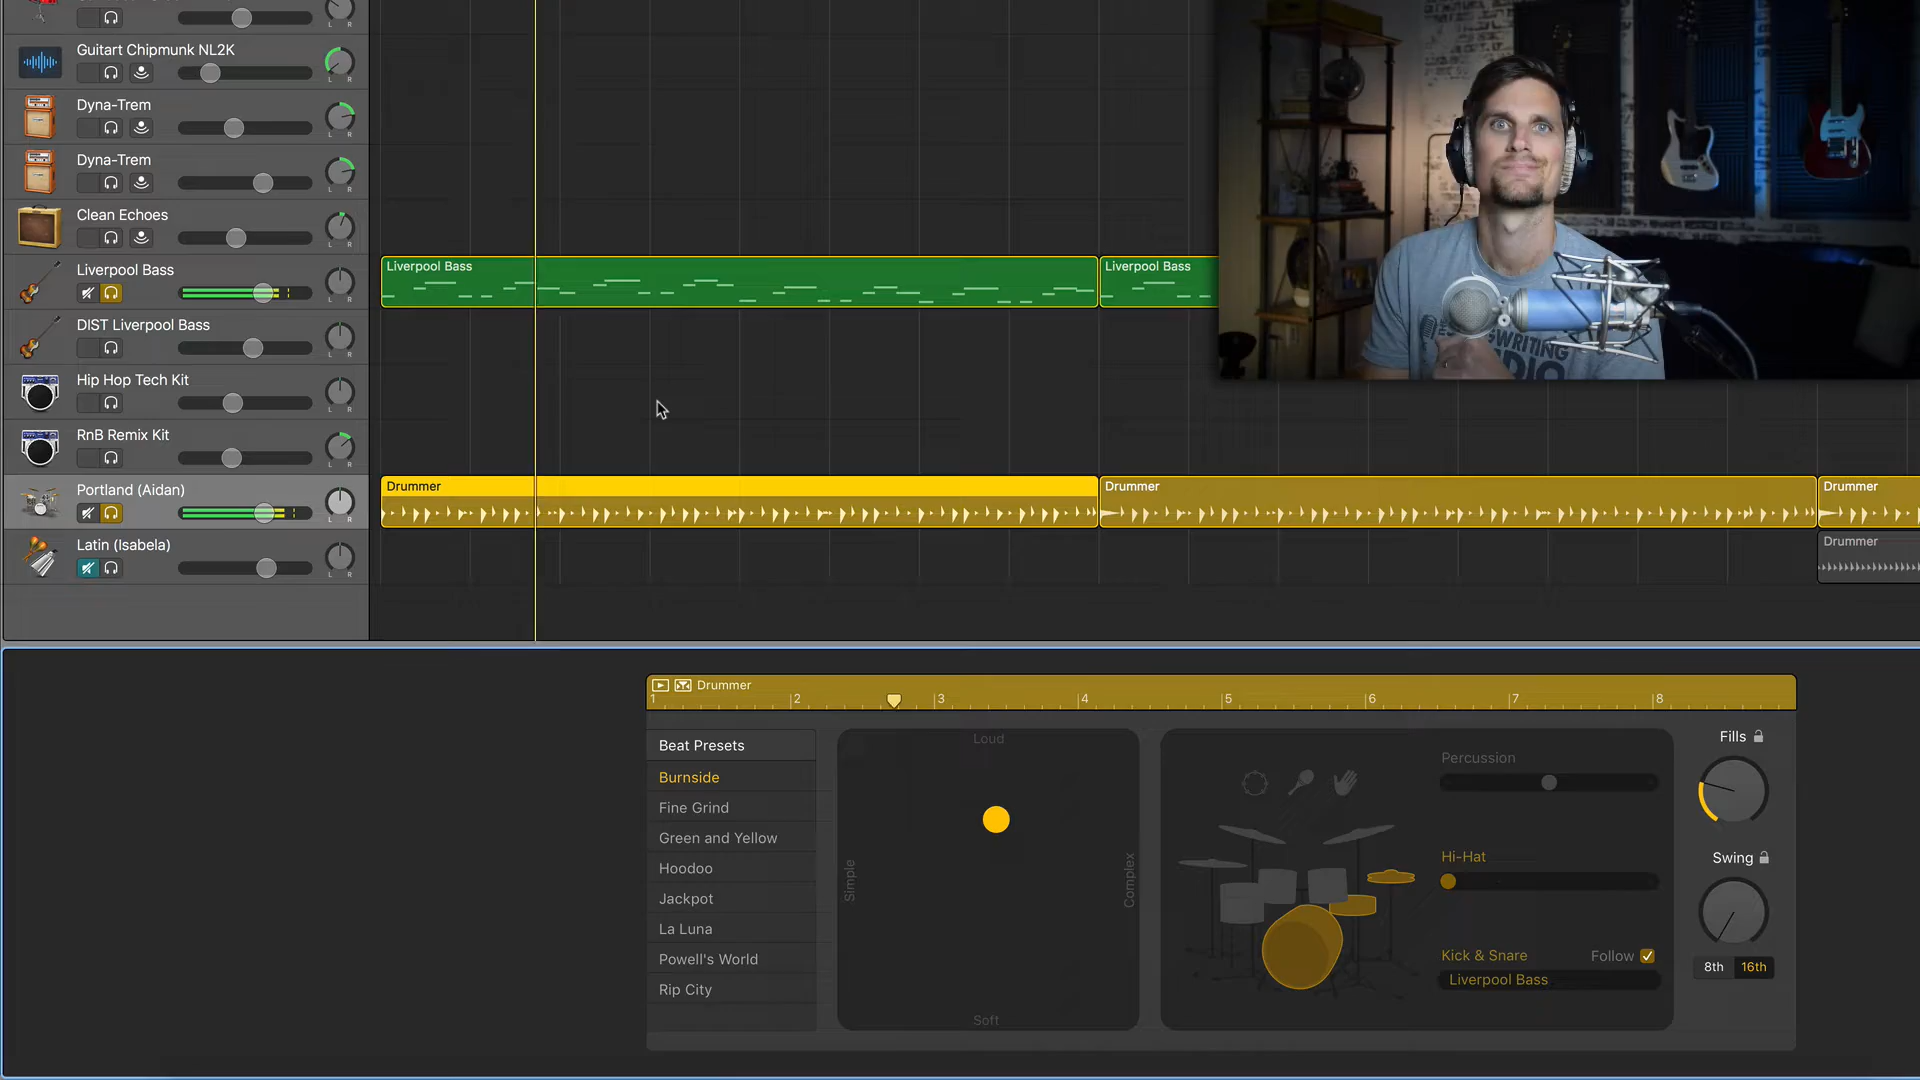 Guitart Chipmunk NL2K
L R
Dyna-Trem
L R
Dyna-Trem
L R
Clean Echoes
L R
Liverpool Bass
L R
Liverpool Bass
Liverpool Bass
DIST Liverpool Bass
L R
Hip Hop Tech Kit
L R
RnB Remix Kit
L R
Portland (Aidan)
L R
Drummer
Drummer
Drummer
Latin (Isabela)
L R
Drummer
Drummer
1 2 3 4 5 6 7 8
Beat Presets
Burnside
Fine Grind
Green and Yellow
Hoodoo
Jackpot
La Luna
Powell's World
Rip City
Loud
Simple
Complex
Soft
Percussion
Hi-Hat
Kick & Snare Follow
Liverpool Bass
Fills
Swing
8th 16th